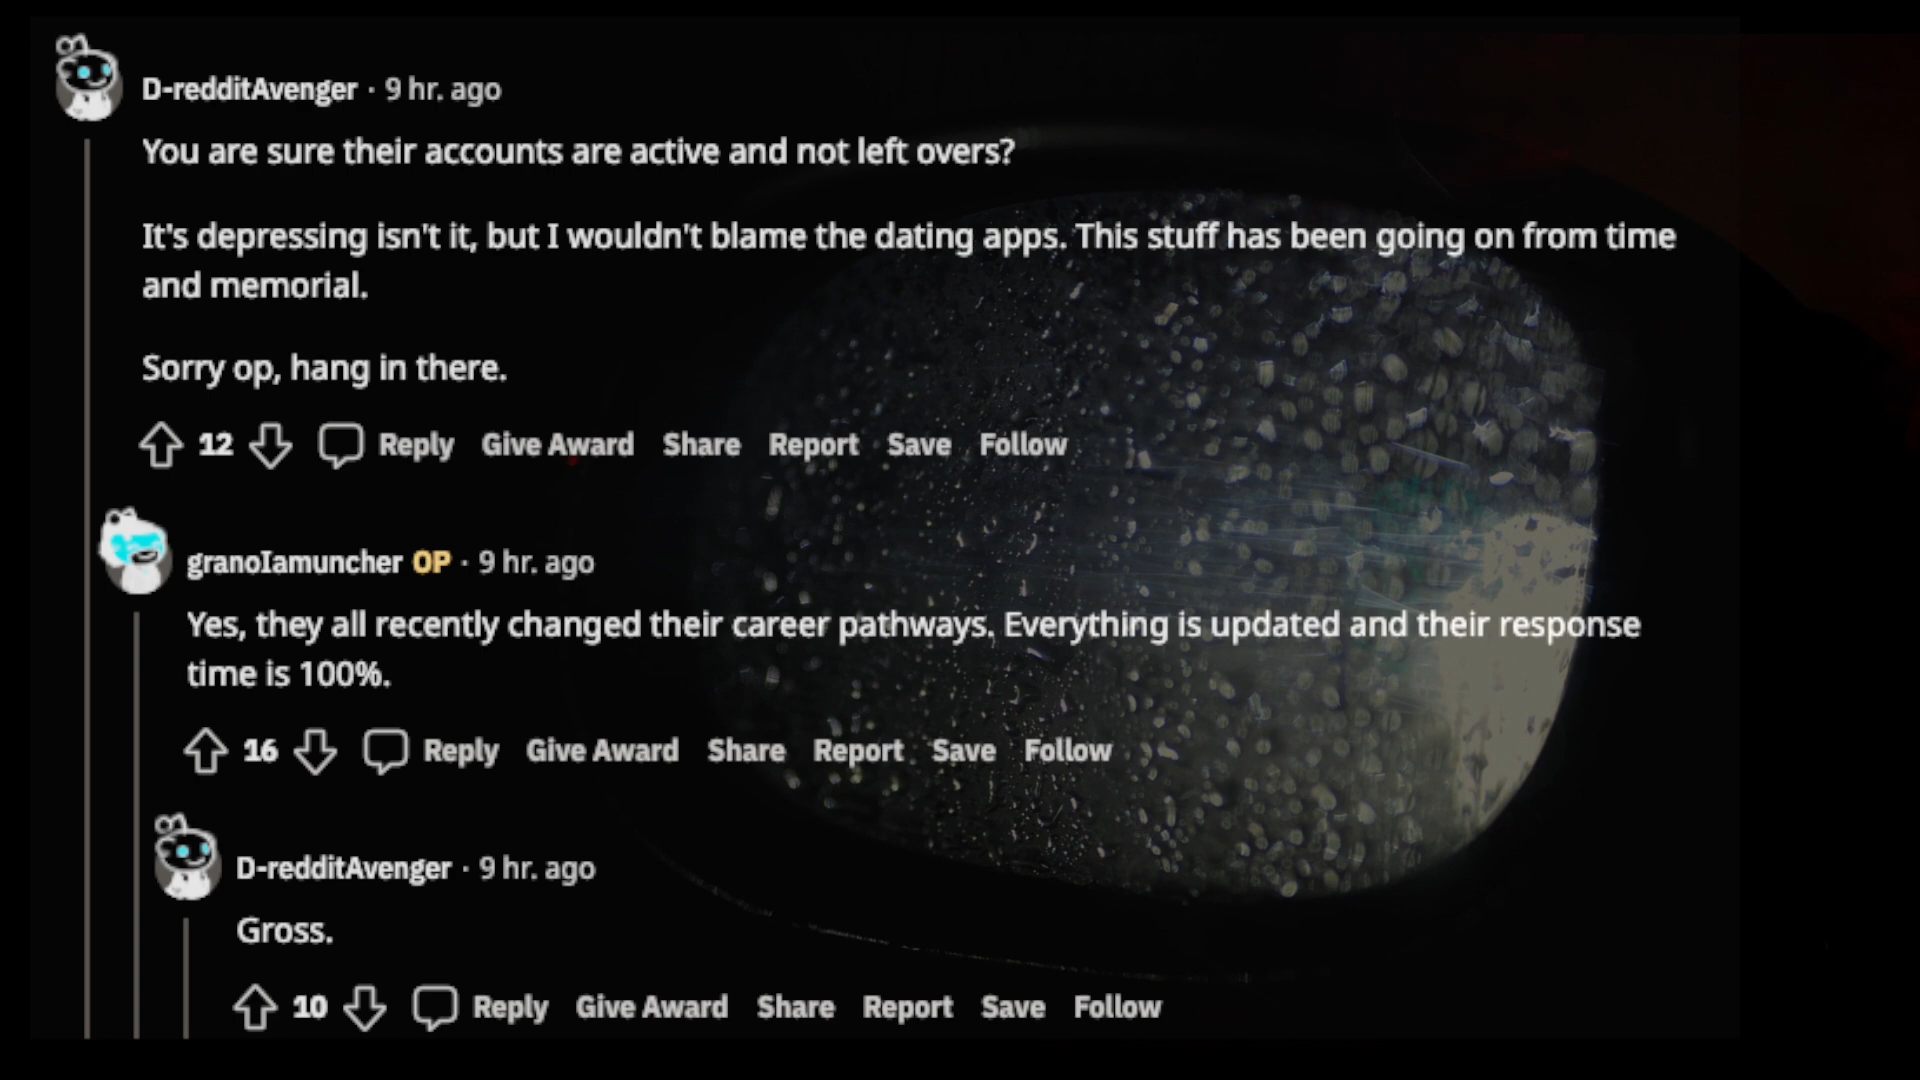 D-redditAvenger · 9 hr. ago
You are sure their accounts are active and not left overs?
It's depressing isn't it, but I wouldn't blame the dating apps. This stuff has been going on from time
and memorial.
Sorry op, hang in there.
12 Reply Give Award Share Report Save Follow
granoIamuncher OP · 9 hr. ago
Yes, they all recently changed their career pathways. Everything is updated and their response
time is 100%.
16 Reply Give Award Share Report Save Follow
D-redditAvenger · 9 hr. ago
Gross.
10 Reply Give Award Share Report Save Follow